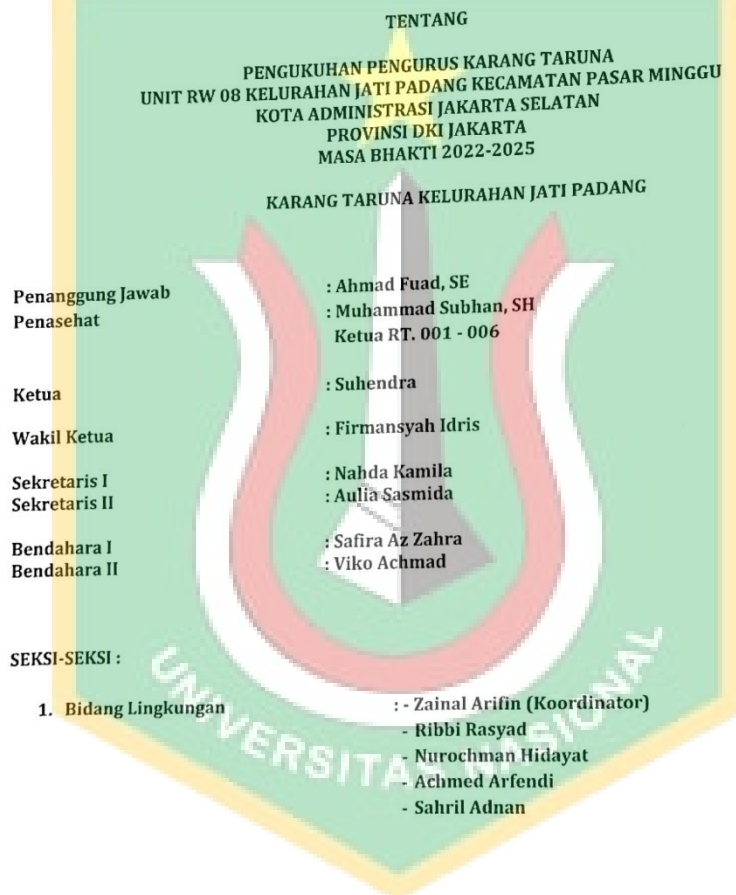 TENTANG
PENGUKUHAN PENGURUS KARANG TARUNA
UNIT RW 08 KELURAHAN JATI PADANG KECAMATAN PASAR MINGGU
KOTA ADMINISTRASI JAKARTA SELATAN
PROVINSI DKI JAKARTA
MASA BHAKTI 2022-2025
KARANG TARUNA KELURAHAN JATI PADANG
Penanggung Jawab : Ahmad Fuad, SE
Penasehat : Muhammad Subhan, SH
Ketua RT. 001 - 006
Ketua : Suhendra
Wakil Ketua : Firmansyah Idris
Sekretaris I : Nahda Kamila
Sekretaris II : Aulia Sasmida
Bendahara I : Safira Az Zahra
Bendahara II : Viko Achmad
SEKSI-SEKSI :
1. Bidang Lingkungan : - Zainal Arifin (Koordinator)
- Ribbi Rasyad
- Nurochman Hidayat
- Achmed Arfendi
- Sahril Adnan
UNIVERSITAS NASIONAL